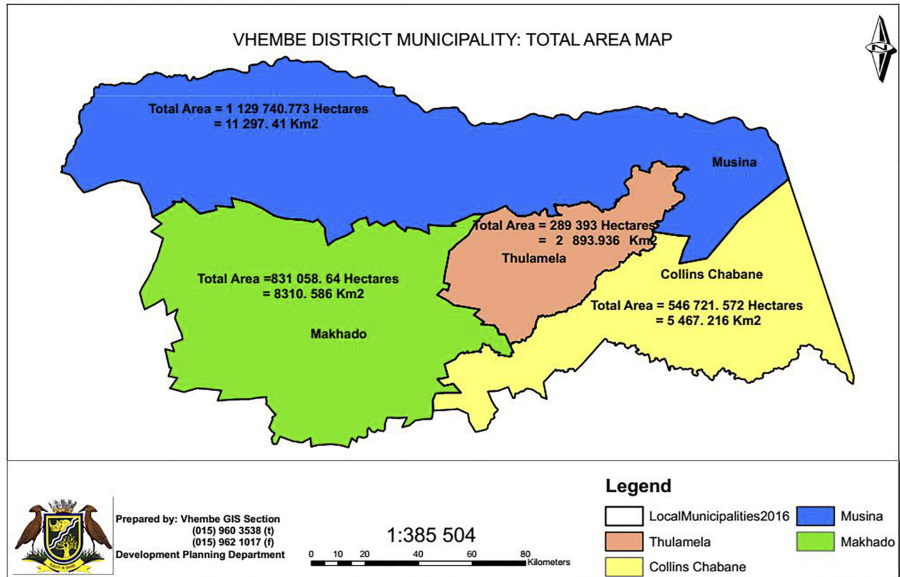 VHEMBE DISTRICT MUNICIPALITY: TOTAL AREA MAP
N
Total Area = 1 129 740.773 Hectares
= 11 297. 41 Km2
Musina
Total Area = 289 393 Hectares
= 2 893.936 Km2
Thulamela
Collins Chabane
Total Area = 546 721. 572 Hectares
= 5 467. 216 Km2
Total Area =831 058. 64 Hectares
= 8310. 586 Km2
Makhado
Prepared by: Vhembe GIS Section
(015) 960 3538 (t)
(015) 962 1017 (f)
Development Planning Department
1:385 504
0 10 20 40 60 80
Kilometers
Legend
LocalMunicipalities2016
Thulamela
Collins Chabane
Musina
Makhado